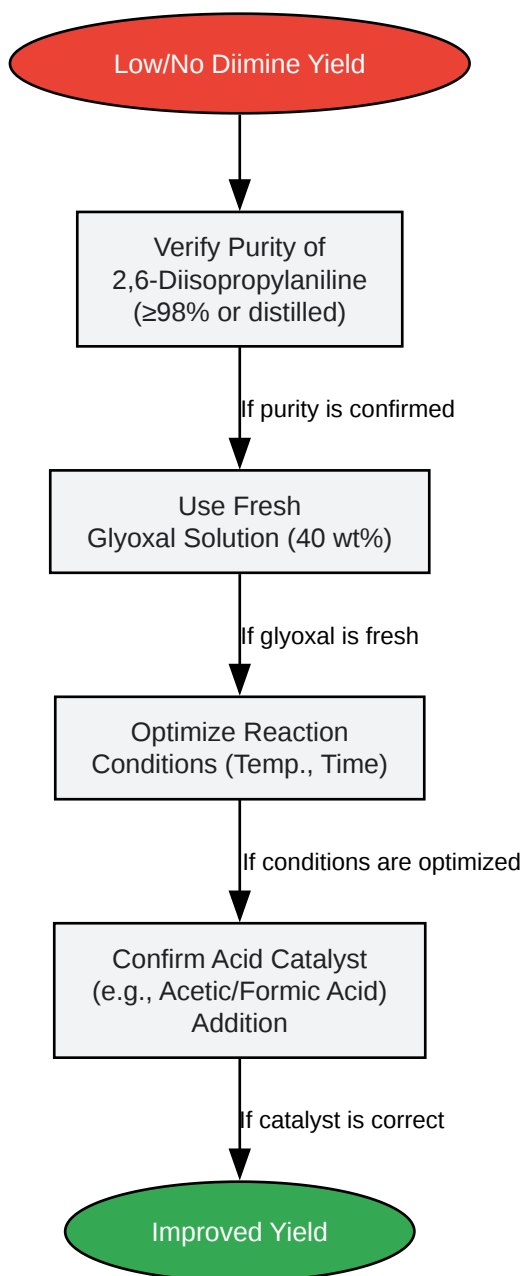 Low/No Diimine Yield
Verify Purity of
2,6-Diisopropylaniline
(≥98% or distilled)
If purity is confirmed
Use Fresh
Glyoxal Solution (40 wt%)
If glyoxal is fresh
Optimize Reaction
Conditions (Temp., Time)
If conditions are optimized
Confirm Acid Catalyst
(e.g., Acetic/Formic Acid)
Addition
If catalyst is correct
Improved Yield